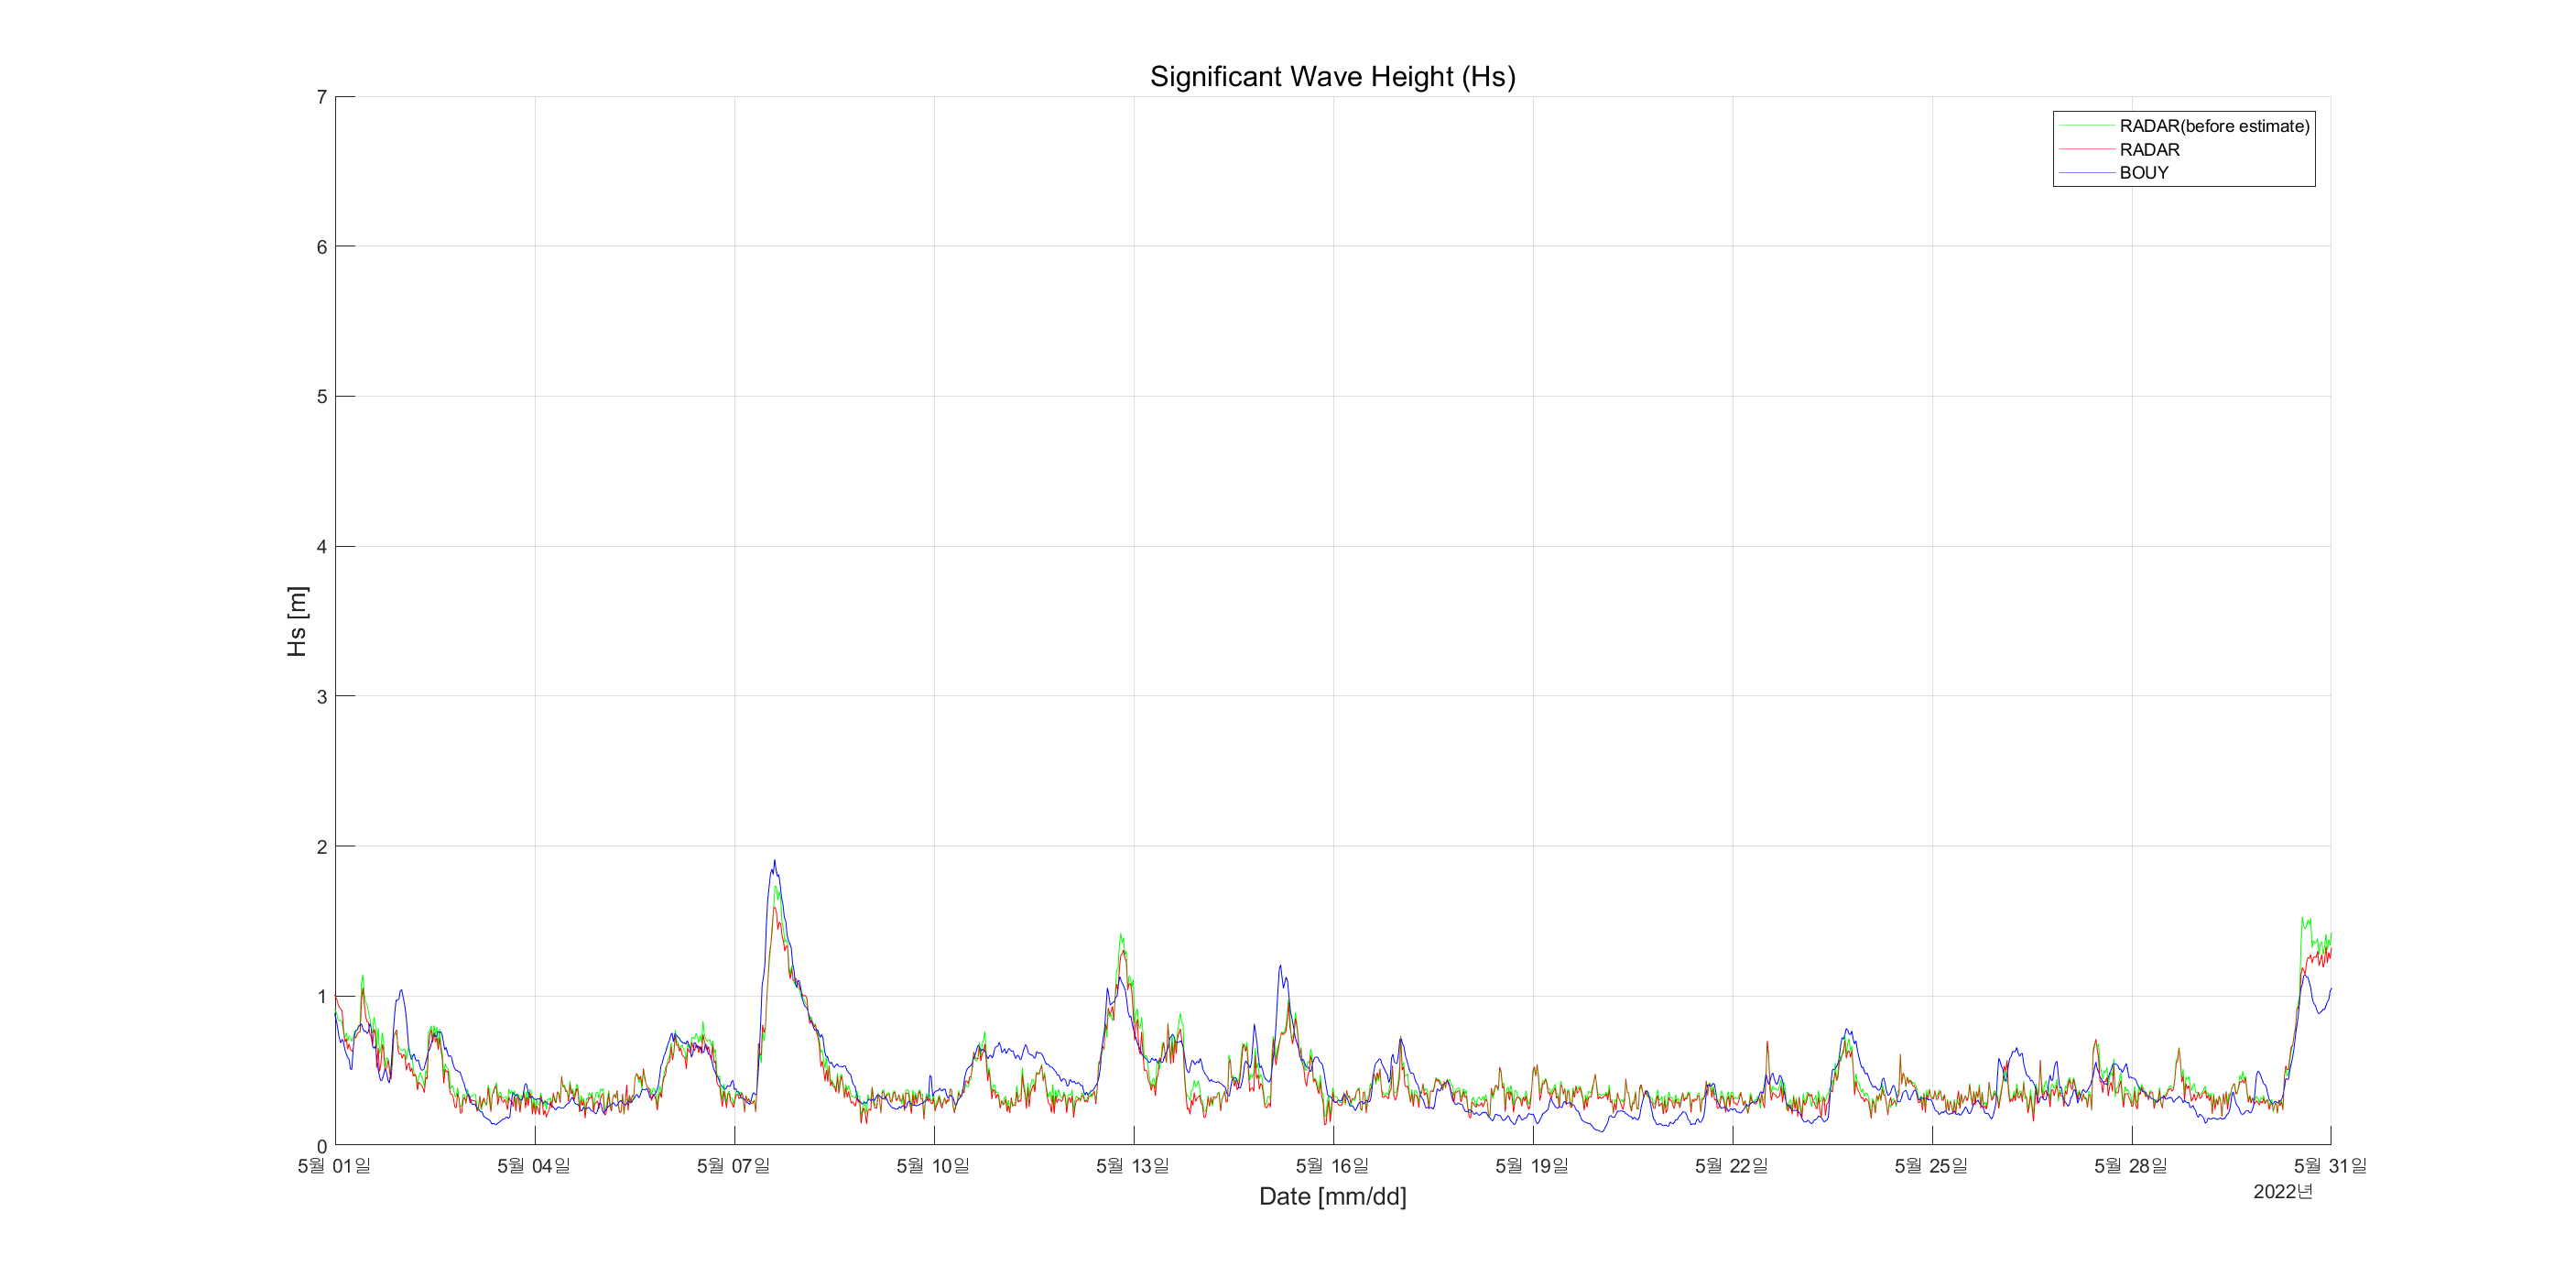 Significant Wave Height (Hs)
RADAR(before estimate)
RADAR
BOUY
7
6
5
4
3
2
1
0
Hs [m]
5월 01일
5월 04일
5월 07일
5월 10일
5월 13일
5월 16일
5월 19일
5월 22일
5월 25일
5월 28일
5월 31일
Date [mm/dd]
2022년